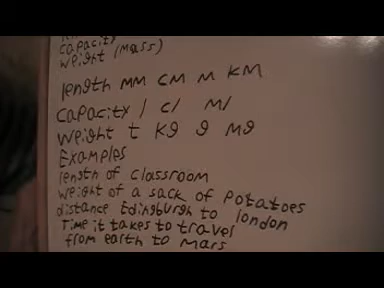 capacity
weight (mass)
length mm cm m km
capacity l cl ml
weight t kg g mg
Examples
length of classroom
weight of a sack of potatoes
distance Edinburgh to london
Time it takes to travel
from earth to Mars